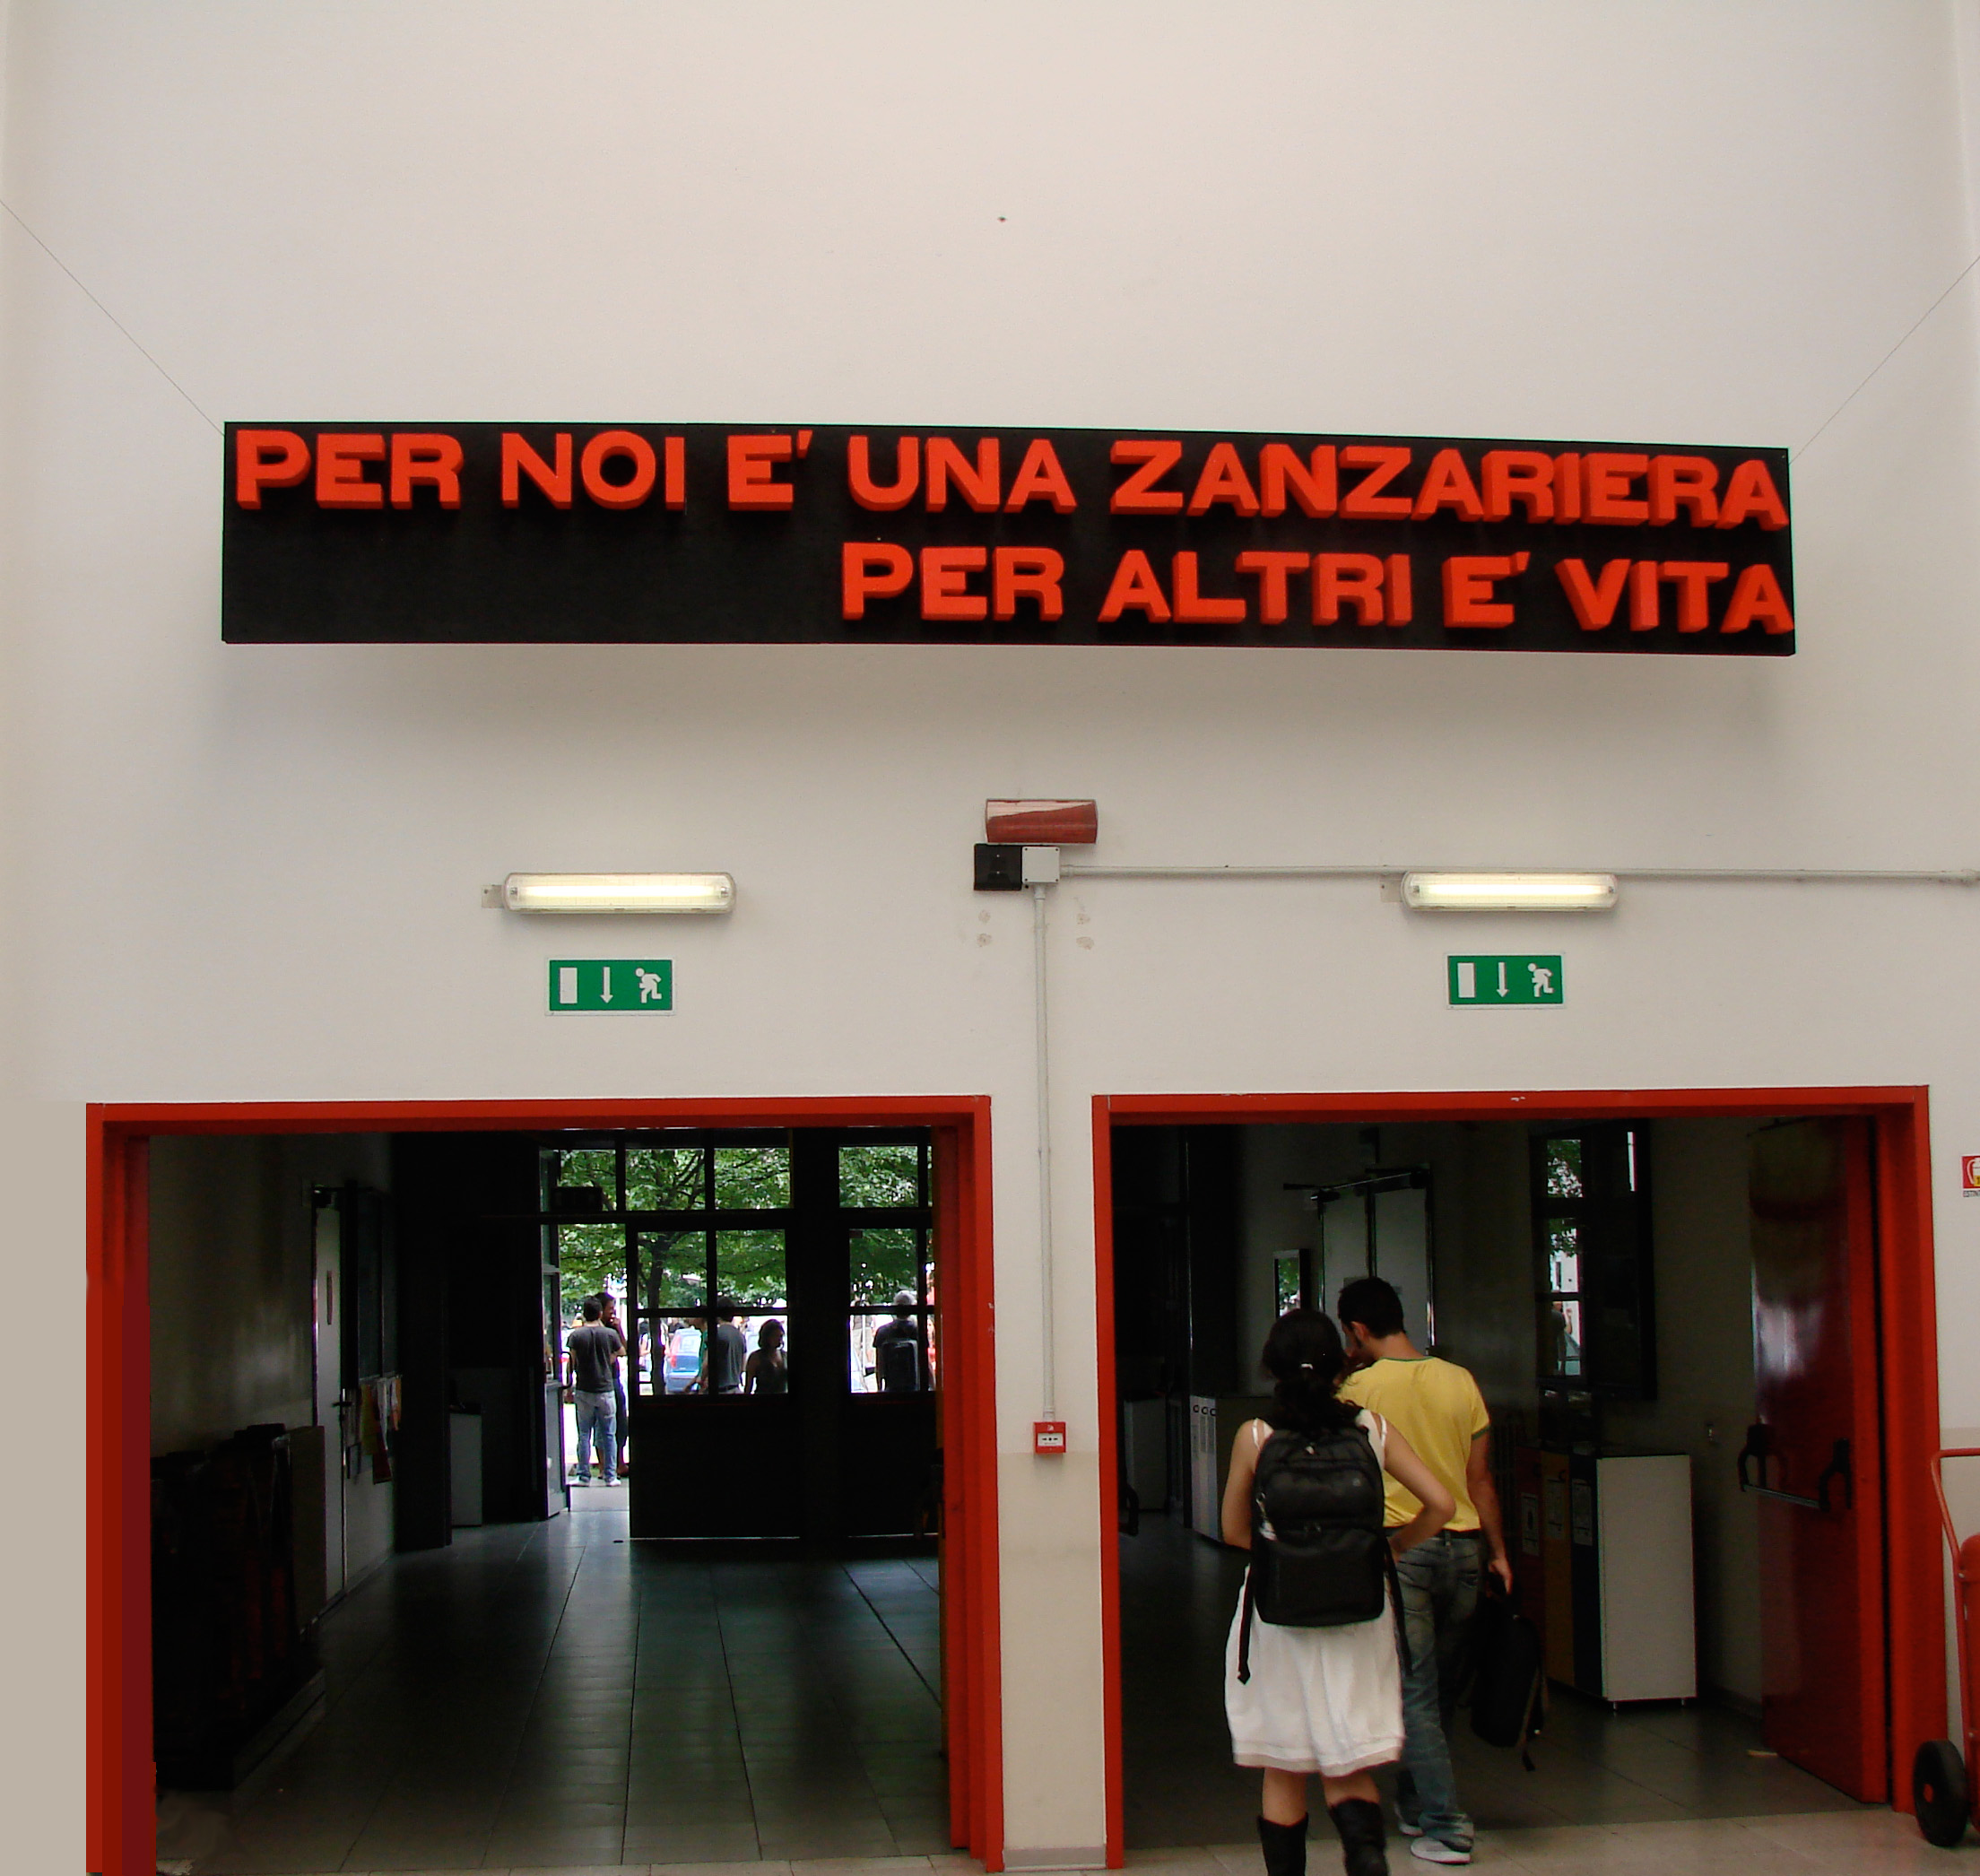 PER NOI E' UNA ZANZARIERA
PER ALTRI E' VITA